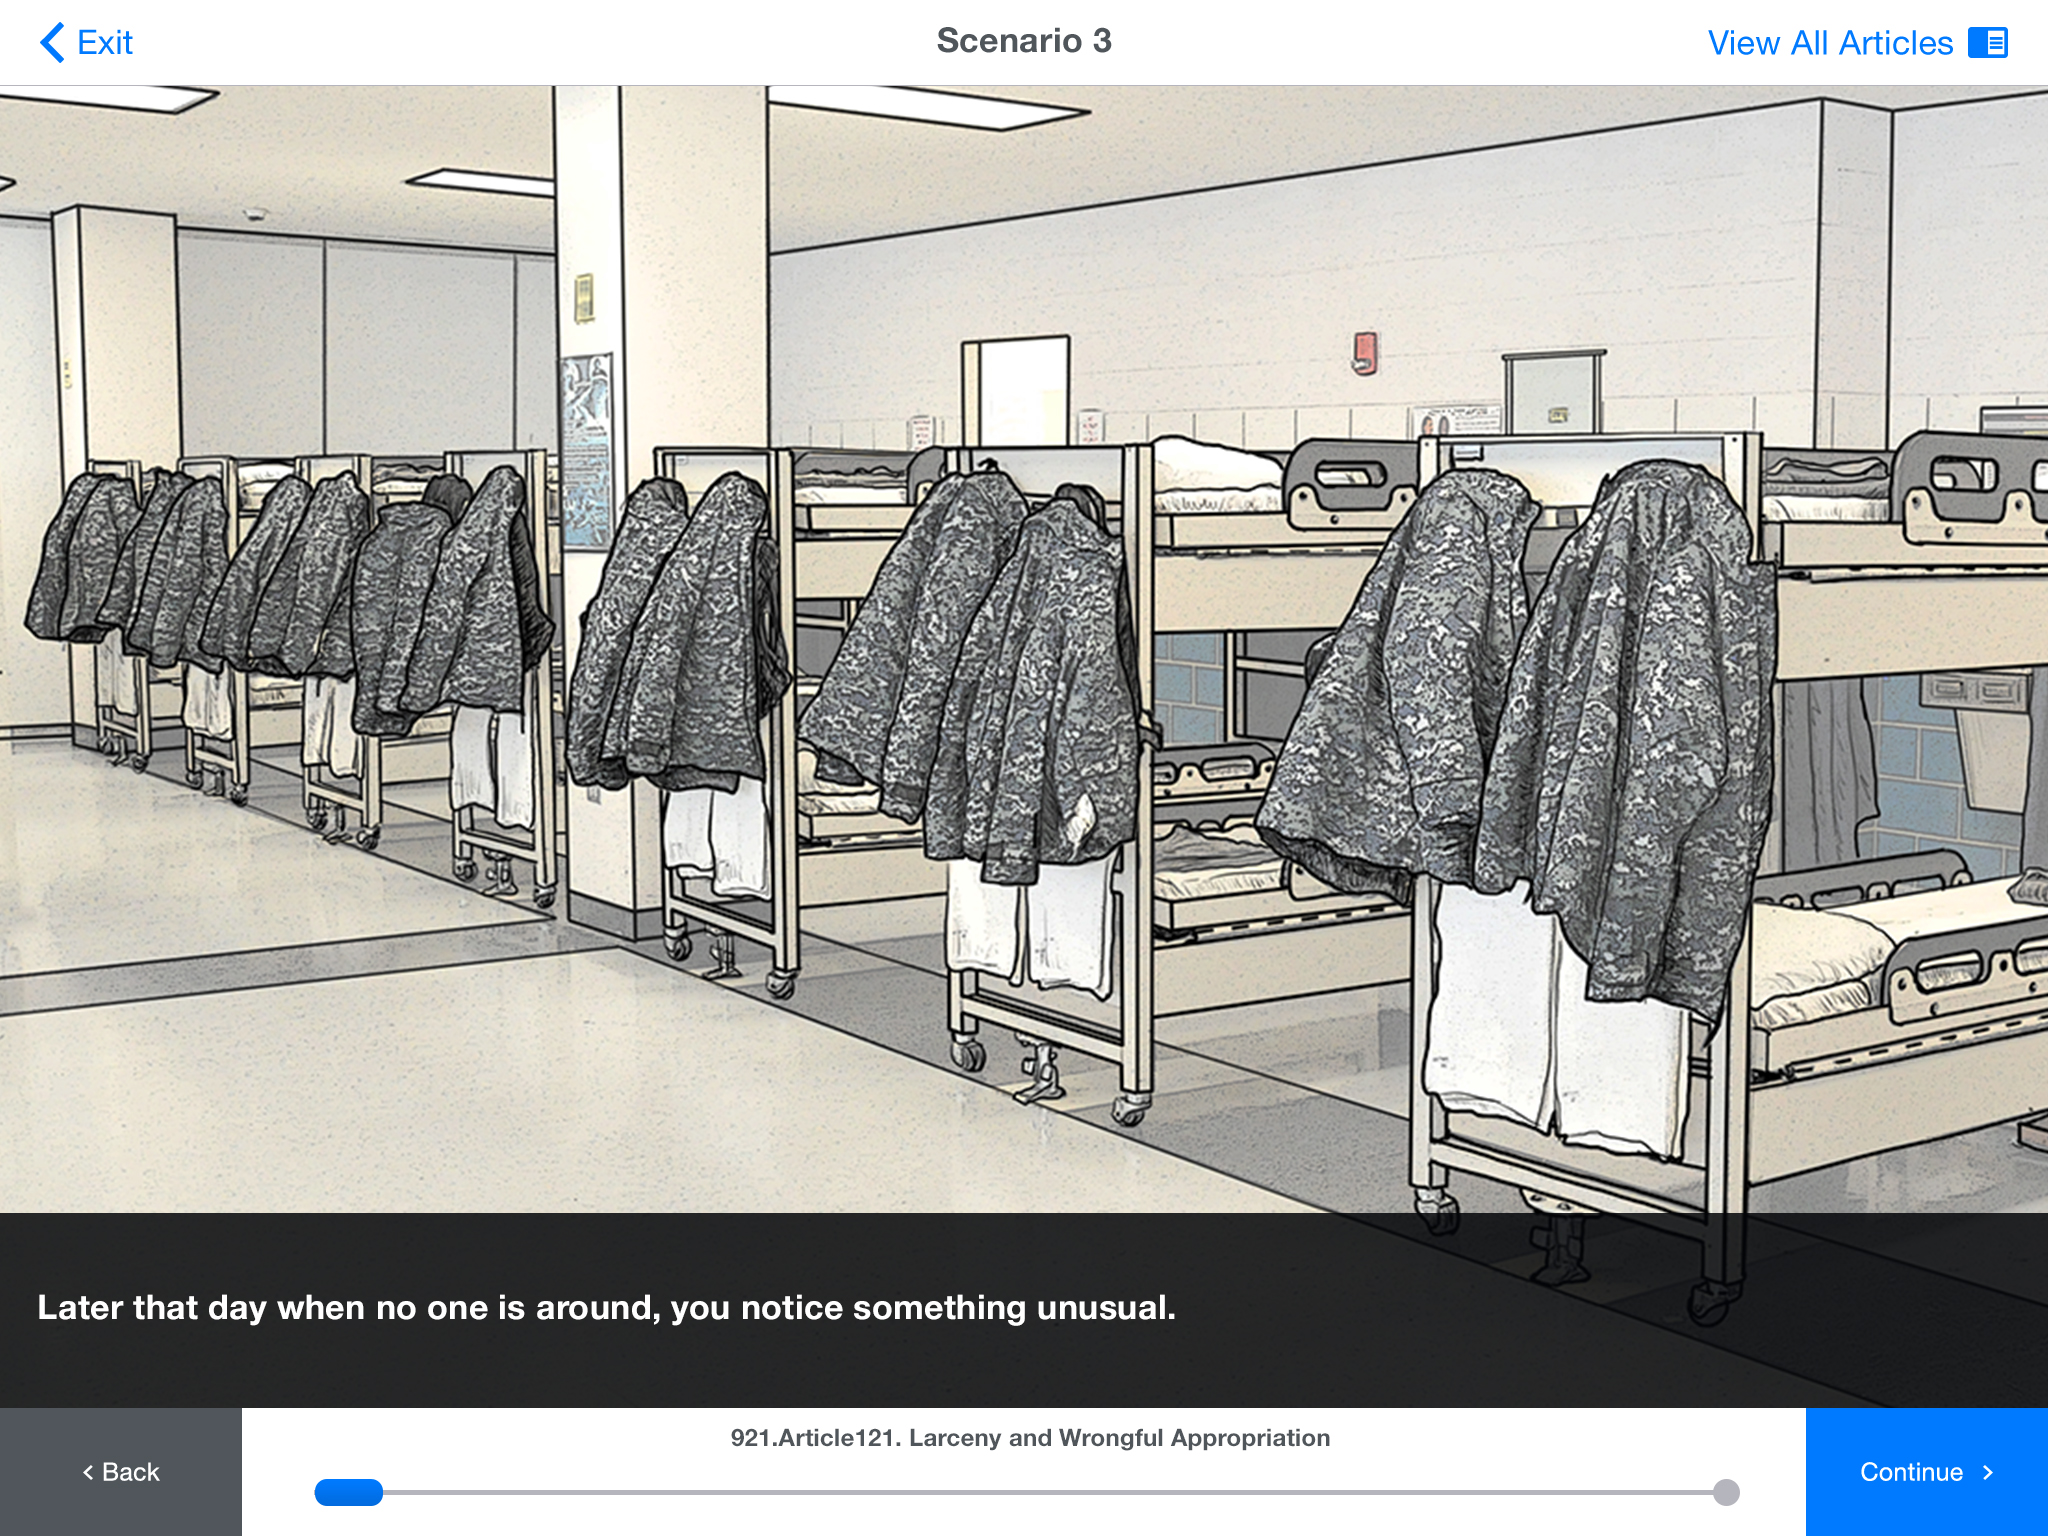 Exit
Scenario 3
View All Articles
Later that day when no one is around, you notice something unusual.
921.Article121. Larceny and Wrongful Appropriation
< Back
Continue >